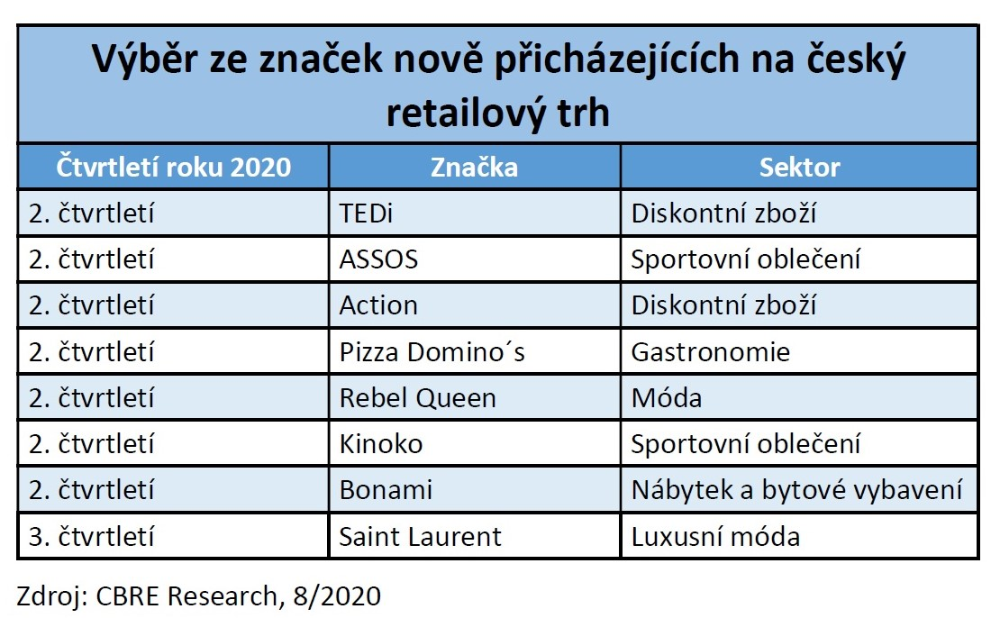 Výběr ze značek nově přicházejících na český
retailový trh
Čtvrtletí roku 2020 Značka Sektor
2. čtvrtletí TEDi Diskontní zboží
2. čtvrtletí ASSOS Sportovní oblečení
2. čtvrtletí Action Diskontní zboží
2. čtvrtletí Pizza Domino´s Gastronomie
2. čtvrtletí Rebel Queen Móda
2. čtvrtletí Kinoko Sportovní oblečení
2. čtvrtletí Bonami Nábytek a bytové vybavení
3. čtvrtletí Saint Laurent Luxusní móda
Zdroj: CBRE Research, 8/2020